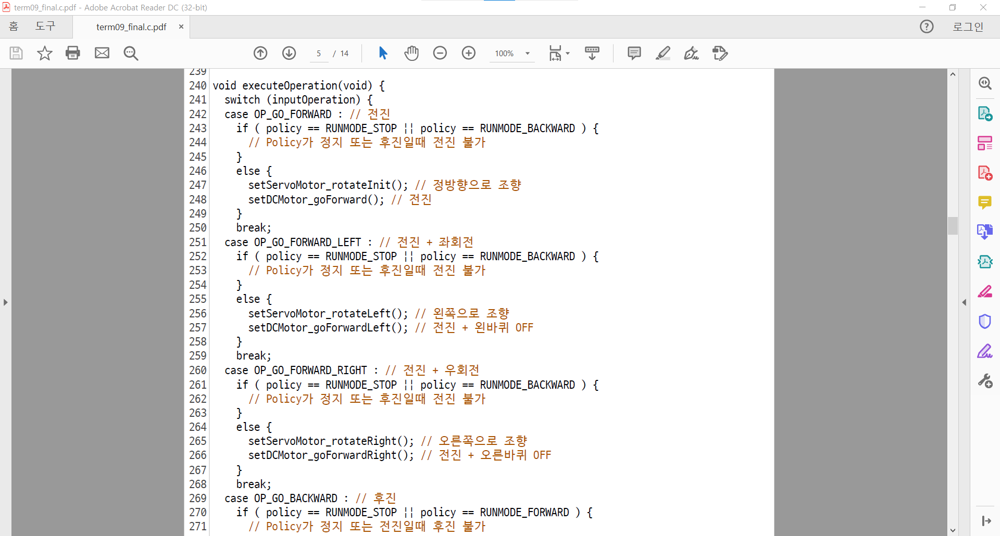 term09_final.c.pdf - Adobe Acrobat Reader DC (32-bit)
홈 도구 term09_final.c.pdf × 로그인
5 / 14 100%
239
240 void executeOperation(void) {
241 switch (inputOperation) {
242 case OP_GO_FORWARD : // 전진
243 if ( policy == RUNMODE_STOP || policy == RUNMODE_BACKWARD ) {
244 // Policy가 정지 또는 후진일때 전진 불가
245 }
246 else {
247 setServoMotor_rotateInit(); // 정방향으로 조향
248 setDCMotor_goForward(); // 전진
249 }
250 break;
251 case OP_GO_FORWARD_LEFT : // 전진 + 좌회전
252 if ( policy == RUNMODE_STOP || policy == RUNMODE_BACKWARD ) {
253 // Policy가 정지 또는 후진일때 전진 불가
254 }
255 else {
256 setServoMotor_rotateLeft(); // 왼쪽으로 조향
257 setDCMotor_goForwardLeft(); // 전진 + 왼바퀴 OFF
258 }
259 break;
260 case OP_GO_FORWARD_RIGHT : // 전진 + 우회전
261 if ( policy == RUNMODE_STOP || policy == RUNMODE_BACKWARD ) {
262 // Policy가 정지 또는 후진일때 전진 불가
263 }
264 else {
265 setServoMotor_rotateRight(); // 오른쪽으로 조향
266 setDCMotor_goForwardRight(); // 전진 + 오른바퀴 OFF
267 }
268 break;
269 case OP_GO_BACKWARD : // 후진
270 if ( policy == RUNMODE_STOP || policy == RUNMODE_FORWARD ) {
271 // Policy가 정지 또는 전진일때 후진 불가